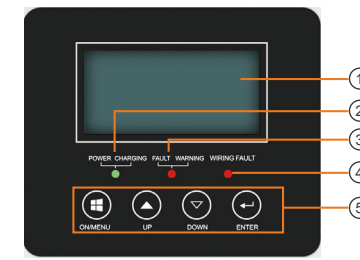 1
2
POWER CHARGING FAULT WARNING WIRING FAULT
3
4
5
ON/MENU UP DOWN ENTER